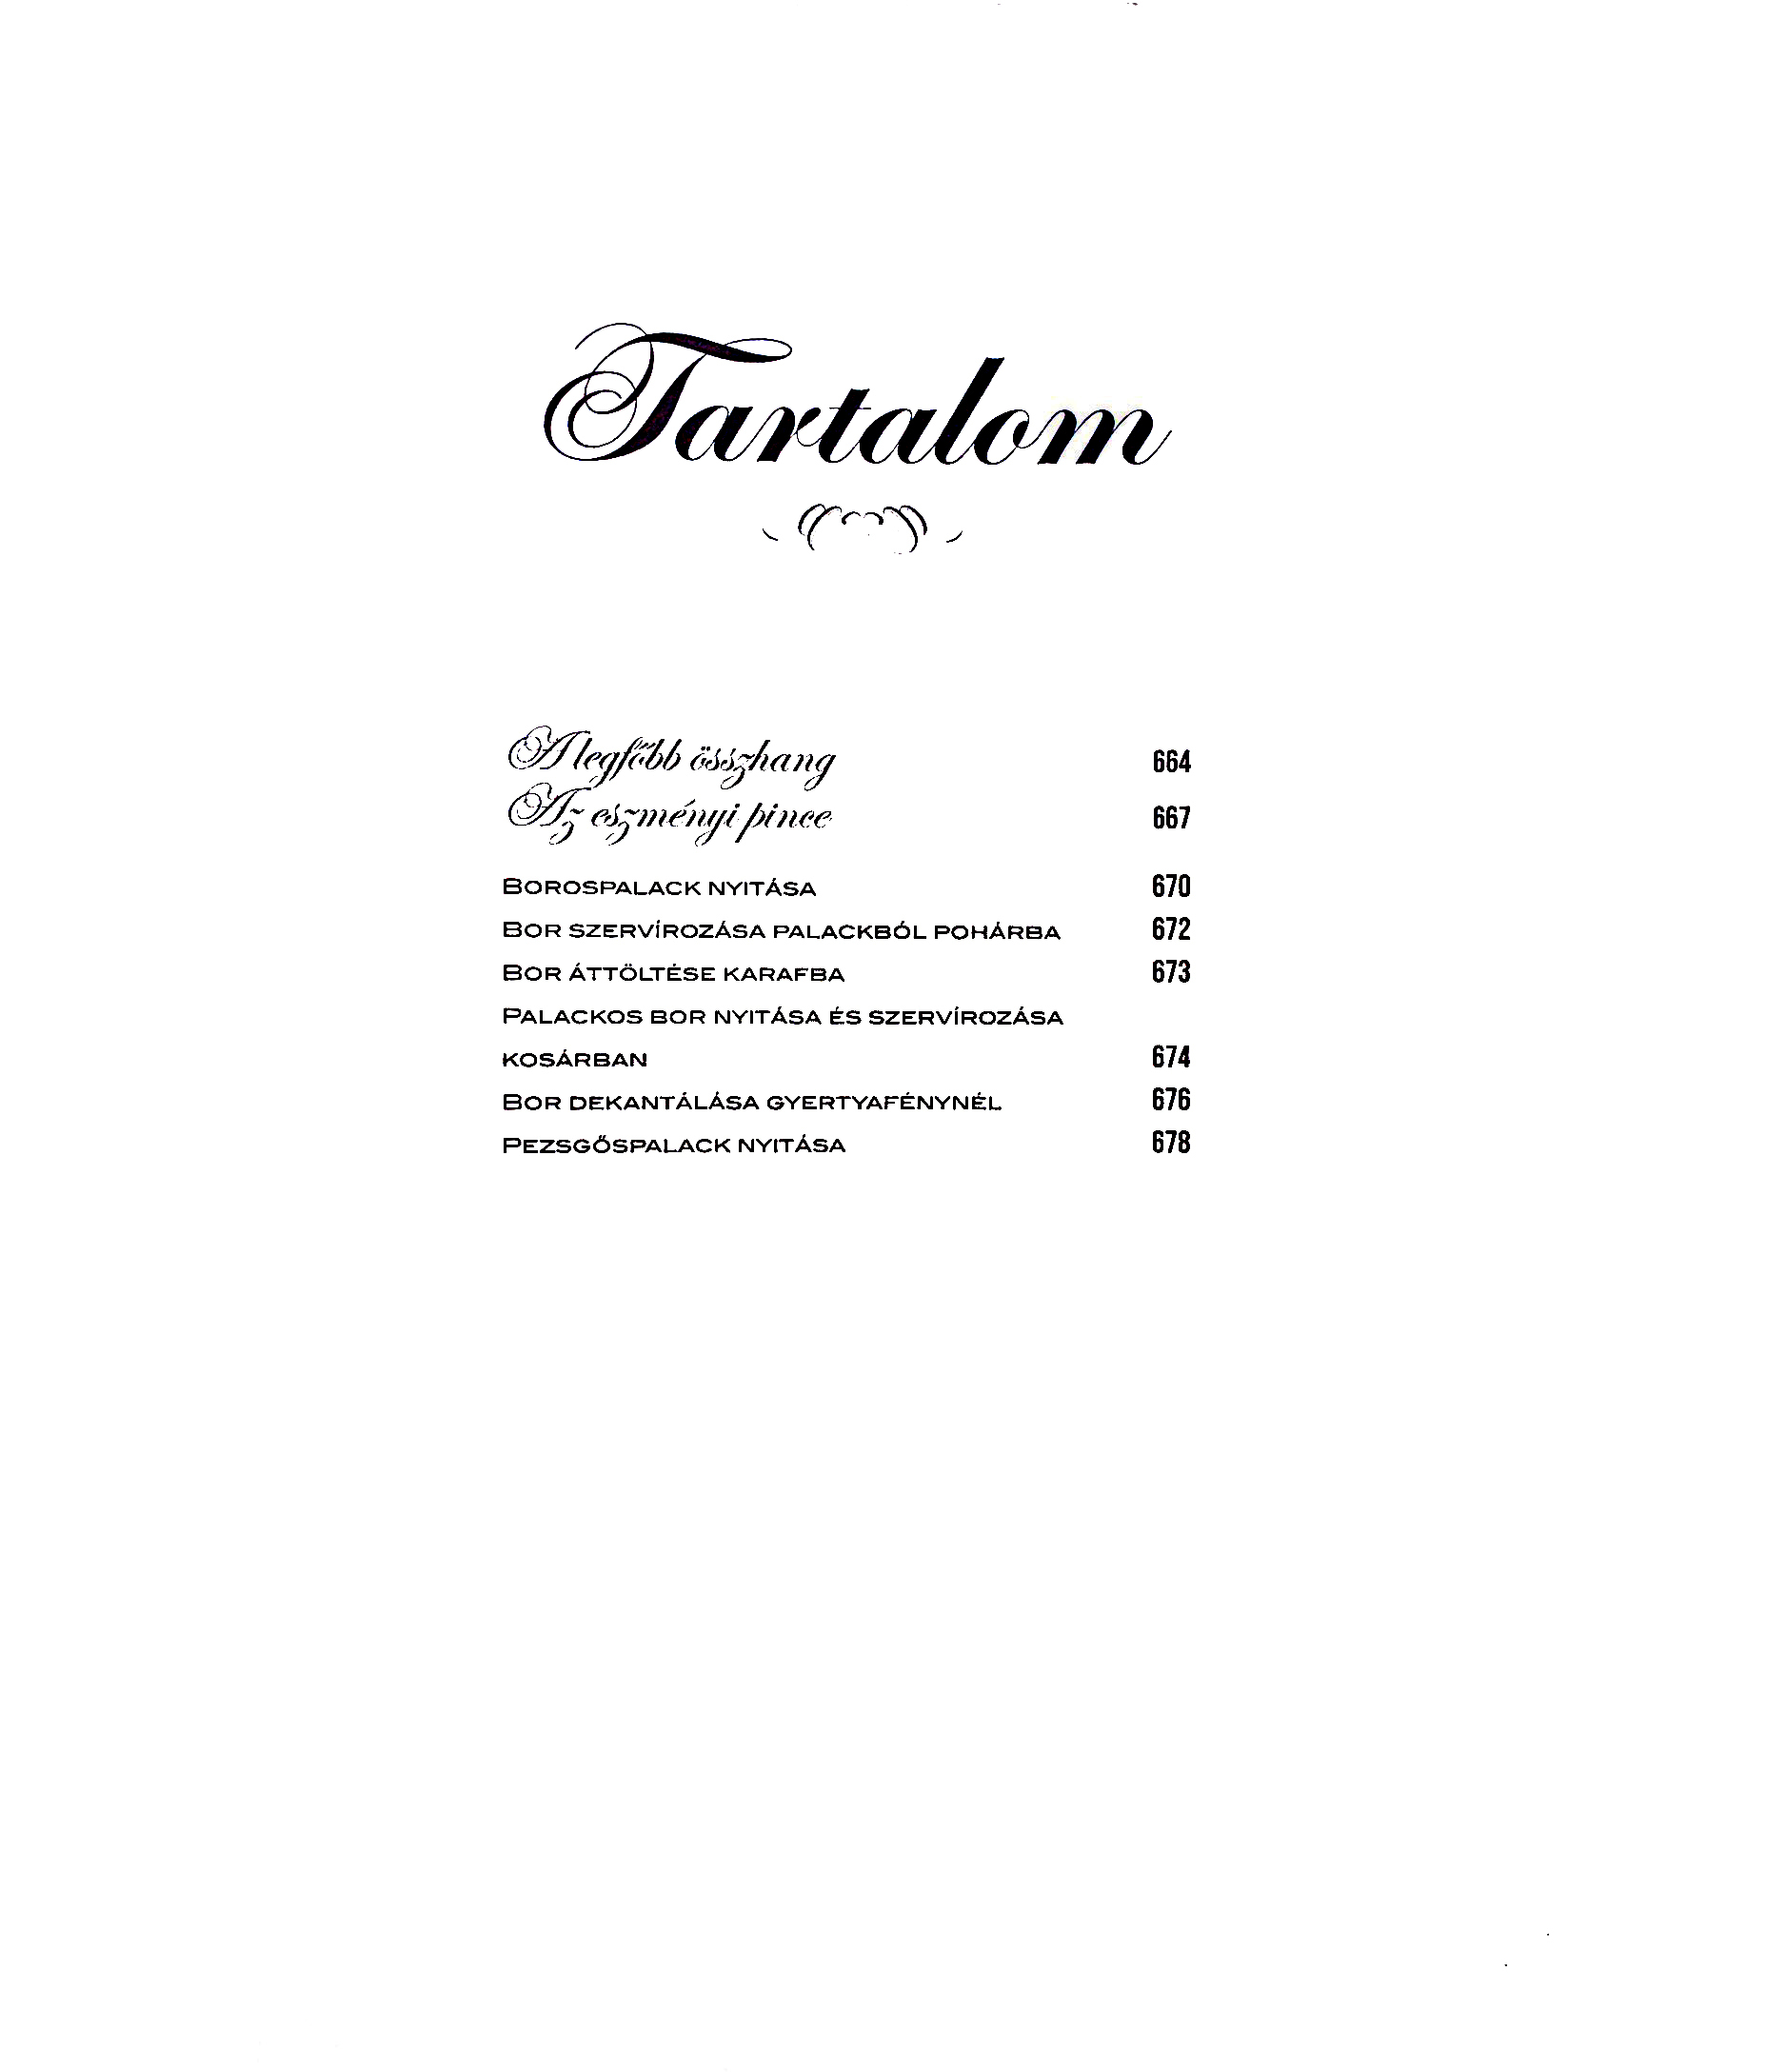 Tartalom
A legfőbb összhang 664
Az eszményi pince 667
BOROSPALACK NYITÁSA 670
BOR SZERVÍROZÁSA PALACKBÓL POHÁRBA 672
BOR ÁTTÖLTÉSE KARAFBA 673
PALACKOS BOR NYITÁSA ÉS SZERVÍROZÁSA
KOSÁRBAN 674
BOR DEKANTÁLÁSA GYERTYAFÉNYNÉL 676
PEZSGŐSPALACK NYITÁSA 678